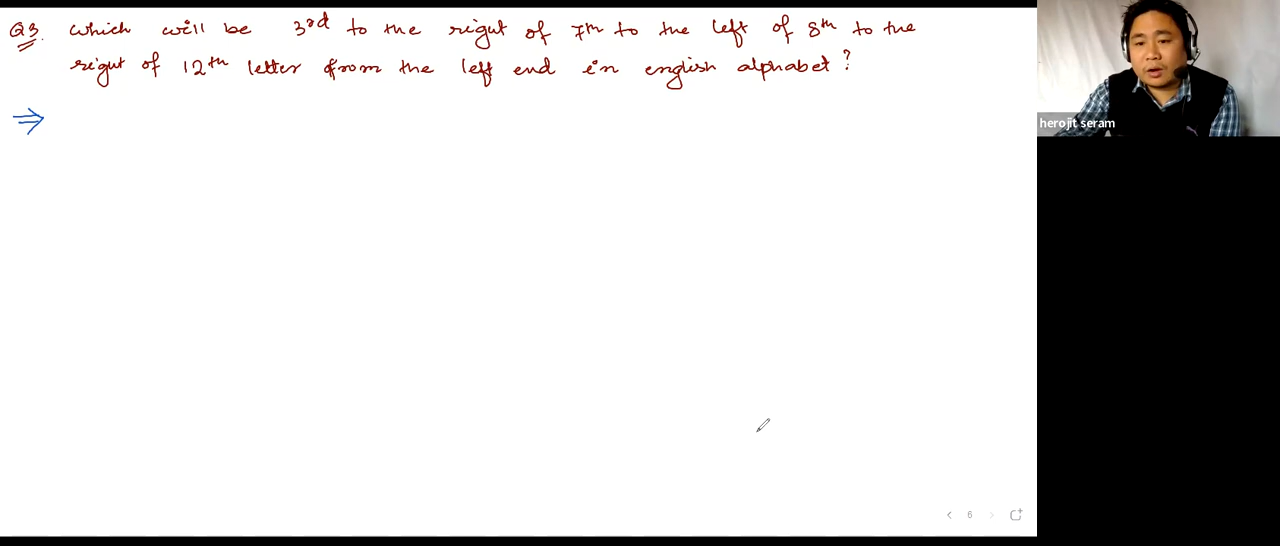 Q3. which will be 3rd to the right of 7th to the left of 8th to the
right of 12th letter from the left end in english alphabet?
herojit seram
6